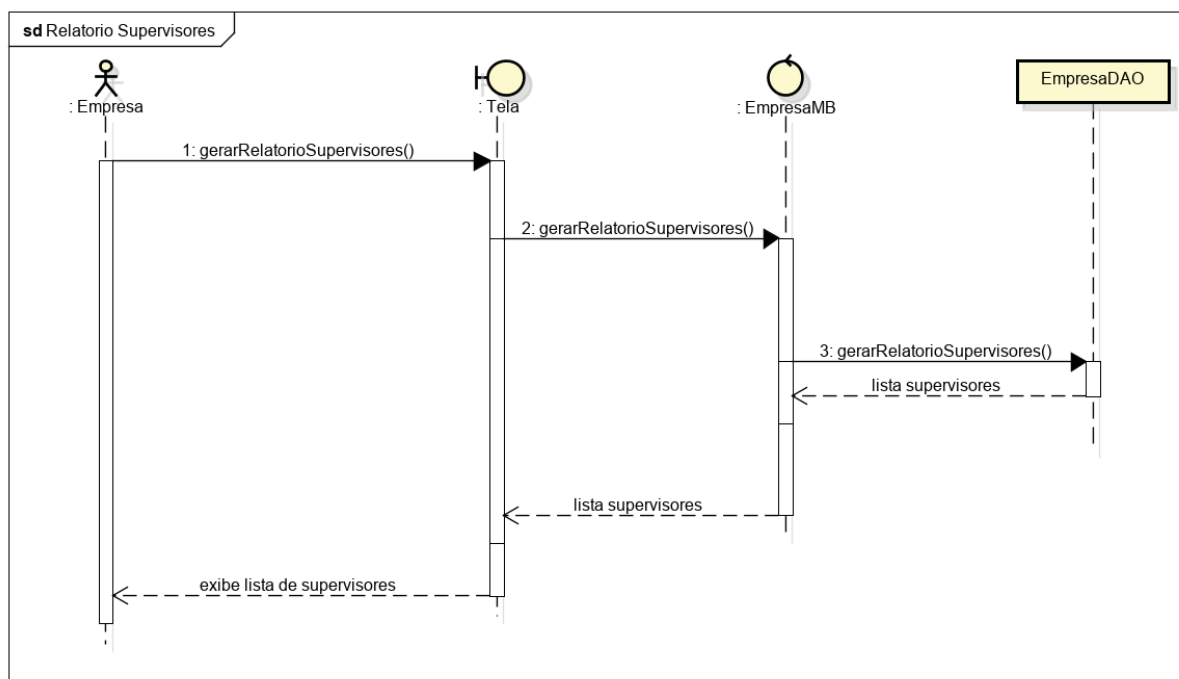 sd Relatorio Supervisores
: Empresa
: Tela
: EmpresaMB
EmpresaDAO
1: gerarRelatorioSupervisores()
2: gerarRelatorioSupervisores()
3: gerarRelatorioSupervisores()
lista supervisores
lista supervisores
exibe lista de supervisores